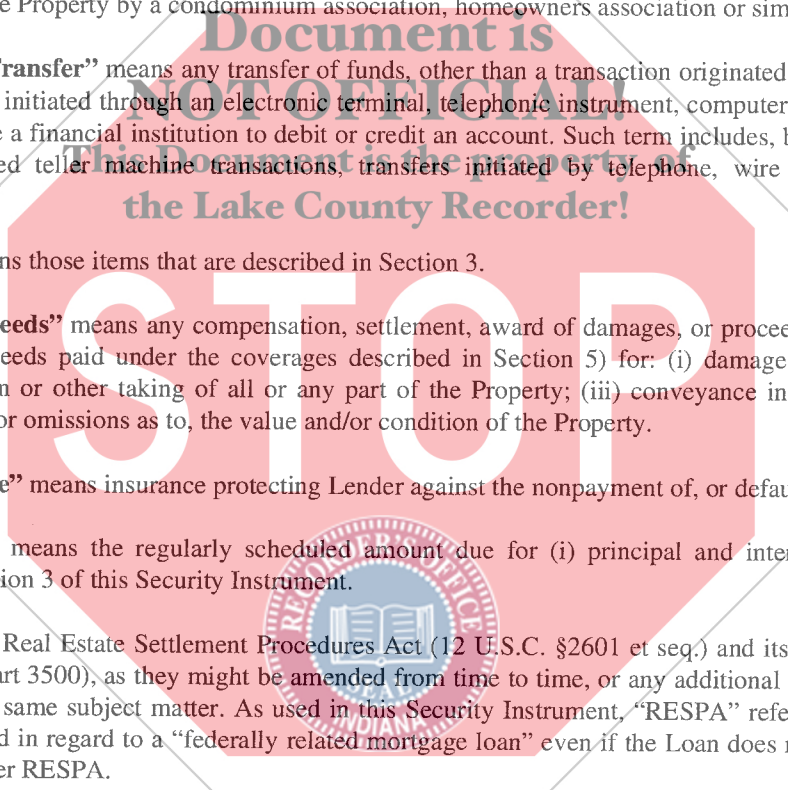 e Property by a condominium association, homeowners association or sim
Document is
ransfer” means any transfer of funds, other than a transaction originated
NOT OFFICIAL!
initiated through an electronic terminal, telephonic instrument, computer
e a financial institution to debit or credit an account. Such term includes, b
This Document is the property of
ed teller machine transactions, transfers initiated by telephone, wire
the Lake County Recorder!
ns those items that are described in Section 3.
STOP
eeds” means any compensation, settlement, award of damages, or procee
eeds paid under the coverages described in Section 5) for: (i) damage
n or other taking of all or any part of the Property; (iii) conveyance in
or omissions as to, the value and/or condition of the Property.
e” means insurance protecting Lender against the nonpayment of, or defau
means the regularly scheduled amount due for (i) principal and inter
ion 3 of this Security Instrument.
RECORDER'S OFFICE
SEAL
INDIANA
Real Estate Settlement Procedures Act (12 U.S.C. §2601 et seq.) and its
art 3500), as they might be amended from time to time, or any additional
same subject matter. As used in this Security Instrument, “RESPA” refe
d in regard to a “federally related mortgage loan” even if the Loan does n
er RESPA.